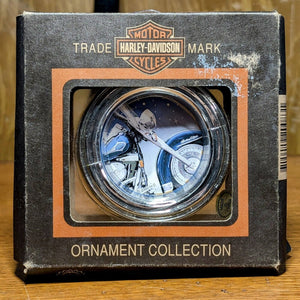 MOTOR
TRADE HARLEY-DAVIDSON MARK
CYCLES
ORNAMENT COLLECTION